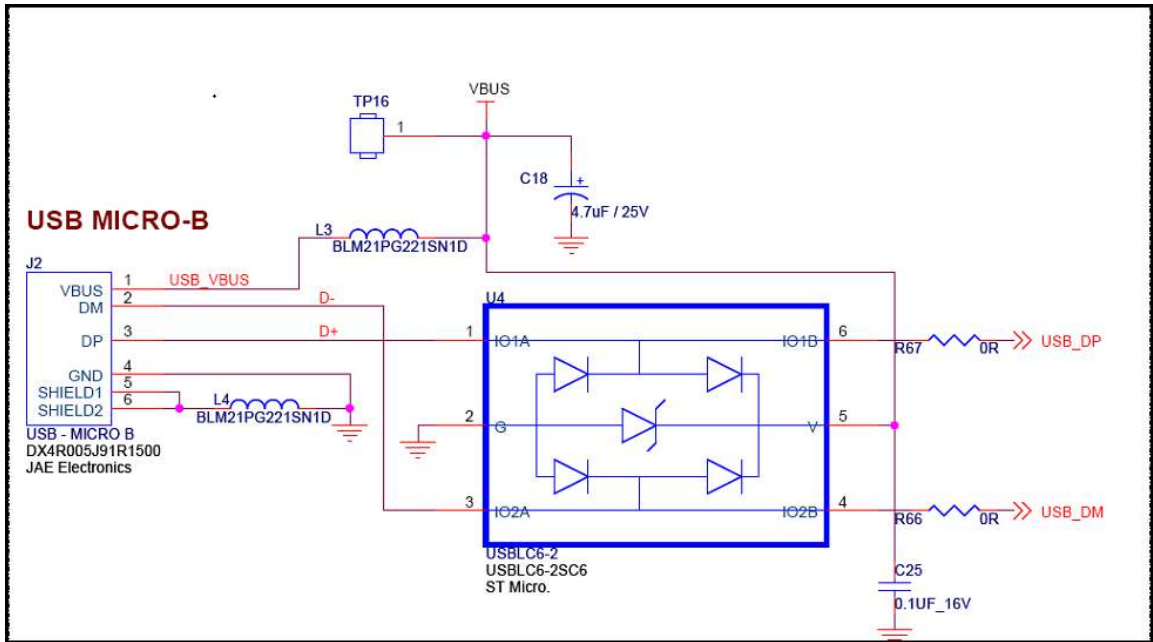 VBUS
TP16
1
C18
+
4.7uF / 25V
USB MICRO-B
L3
BLM21PG221SN1D
J2
VBUS
1
USB_VBUS
DM
2
D-
U4
DP
3
D+
1
IO1A
IO1B
6
R67
0R
USB_DP
GND
4
SHIELD1
5
SHIELD2
6
L4
BLM21PG221SN1D
2
G
V
5
USB - MICRO B
DX4R005J91R1500
JAE Electronics
3
IO2A
IO2B
4
R66
0R
USB_DM
USBLC6-2
USBLC6-2SC6
ST Micro.
C25
0.1UF_16V